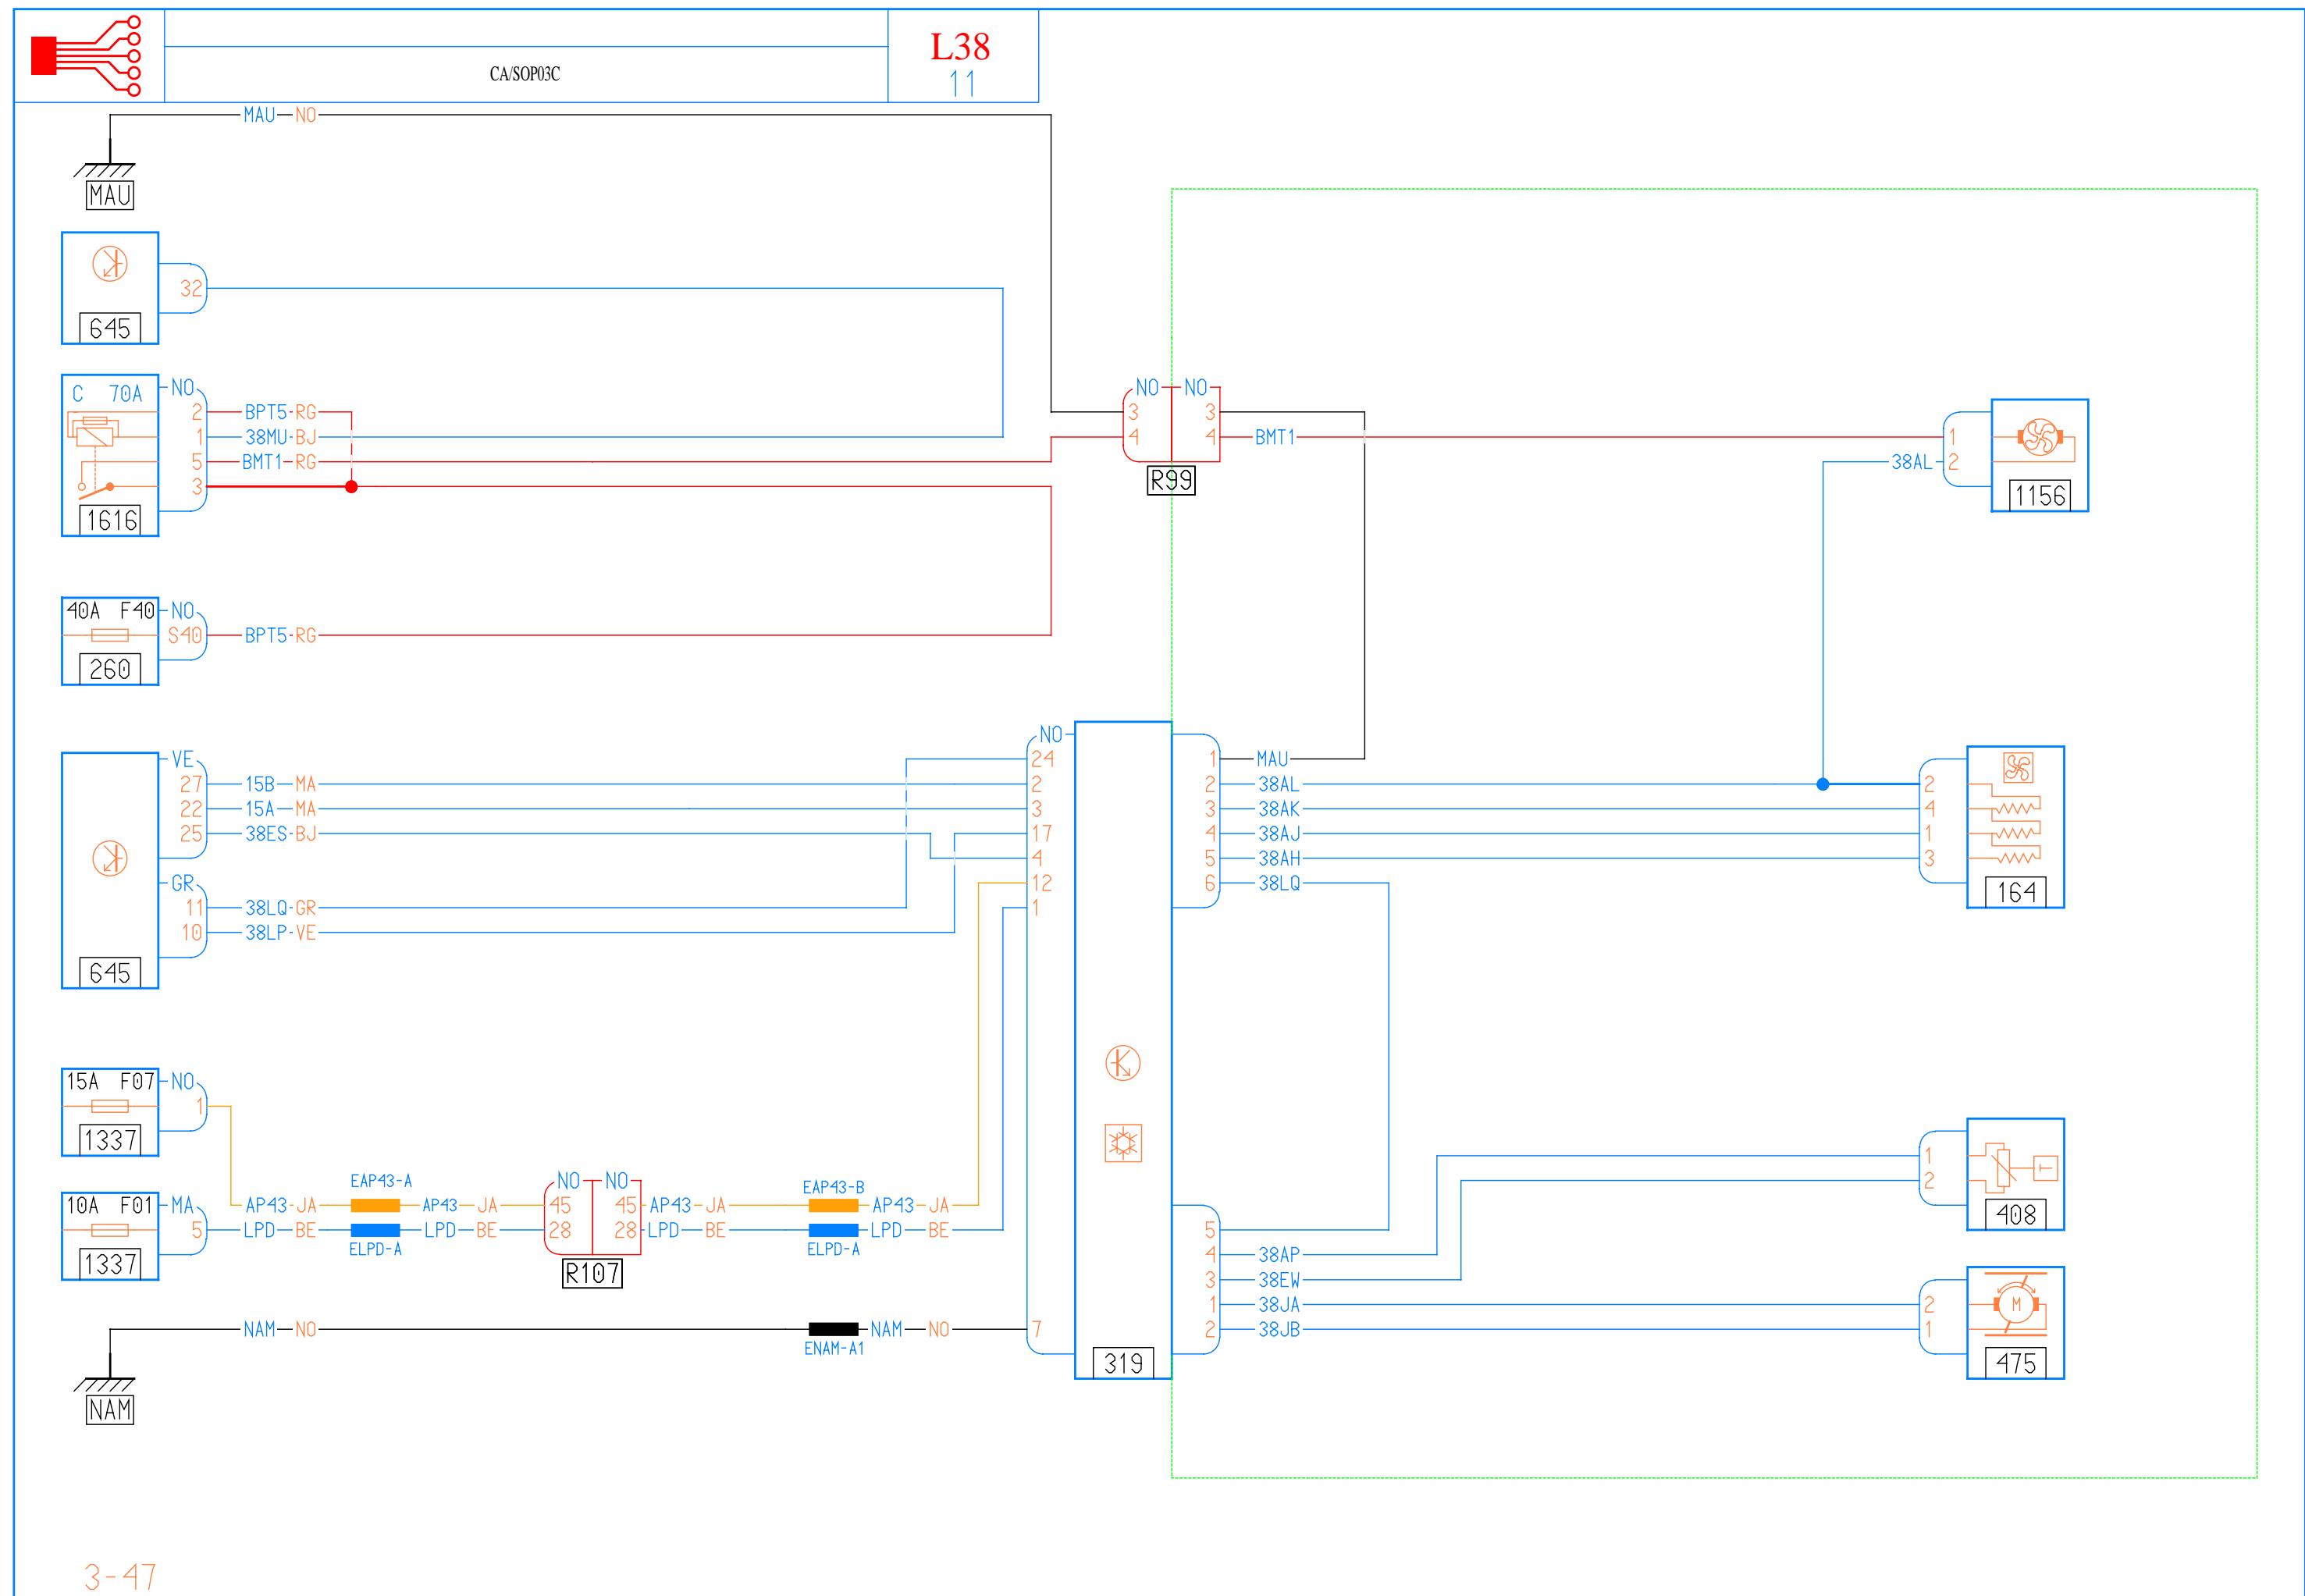 CA/SOP03C
L38
11
MAU NO
MAU
32
645
C 70A NO
2 BPT5 RG
1 38MU BJ
5 BMT1 RG
3
1616
NO NO
3 3
4 4 BMT1
R99
1
38AL 2
1156
40A F40 NO
S40 BPT5 RG
260
VE
27 15B MA
22 15A MA
25 38ES BJ
GR
11 38LQ GR
10 38LP VE
645
NO
24
2
3
17
4
12
1
7
319
1 MAU
2 38AL
3 38AK
4 38AJ
5 38AH
6 38LQ
2
4
1
3
164
15A F07 NO
1
1337
10A F01 MA
5
1337
EAP43-A
AP43 JA AP43 JA
LPD BE LPD BE
ELPD-A
NO NO
45 45 AP43 JA
28 28 LPD BE
R107
EAP43-B
AP43 JA
LPD BE
ELPD-A
NAM NO
NAM NO
ENAM-A1
NAM
5
4 38AP
3 38EW
1 38JA
2 38JB
1
2
T
408
2
1
M
475
3-47